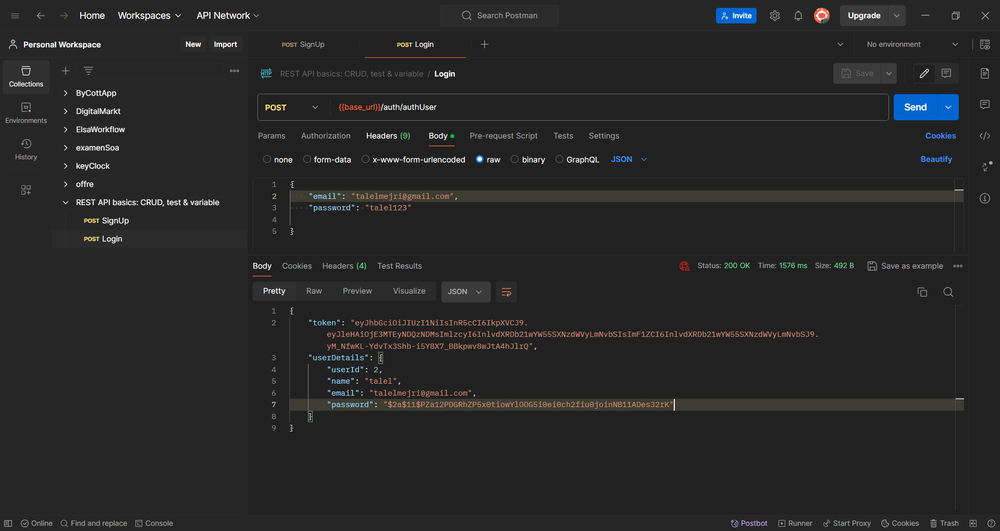 Home Workspaces API Network Search Postman Invite Upgrade
Personal Workspace New Import POST SignUp POST Login No environment
Collections
Environments
History
ByCottApp
DigitalMarkt
ElsaWorkflow
examenSoa
keyClock
offre
REST API basics: CRUD, test & variable
POST SignUp
POST Login
HTTP REST API basics: CRUD, test & variable / Login Save
POST {{base_url}}/auth/authUser Send
Params Authorization Headers (9) Body Pre-request Script Tests Settings Cookies
none form-data x-www-form-urlencoded raw binary GraphQL JSON Beautify
1 {
2 "email": "talelmejri@gmail.com",
3 "password": "talel123"
4
5 }
Body Cookies Headers (4) Test Results Status: 200 OK Time: 1576 ms Size: 492 B Save as example
Pretty Raw Preview Visualize JSON
1 {
2 "token": "eyJhbGciOiJIUzI1NiIsInR5cCI6IkpXVCJ9.
eyJleHAiOjE3MTEyNDQzNDMsImlzcyI6InlvdXRDb21wYW55SXNzdWVyLmNvbSIsImF1ZCI6InlvdXRDb21wYW55SXNzdWVyLmNvbSJ9.
yM_NfwKL-YdvTx3Shb-i5Y8X7_BBkpwv8wJtA4hJlrQ",
3 "userDetails": {
4 "userId": 2,
5 "name": "talel",
6 "email": "talelmejri@gmail.com",
7 "password": "$2a$11$PZa12PDGRhZP5x0tiowYlOOG5i0ei0ch2fiu0joinNB11ADes32rK"
8 }
9 }
Online Find and replace Console Postbot Runner Start Proxy Cookies Trash